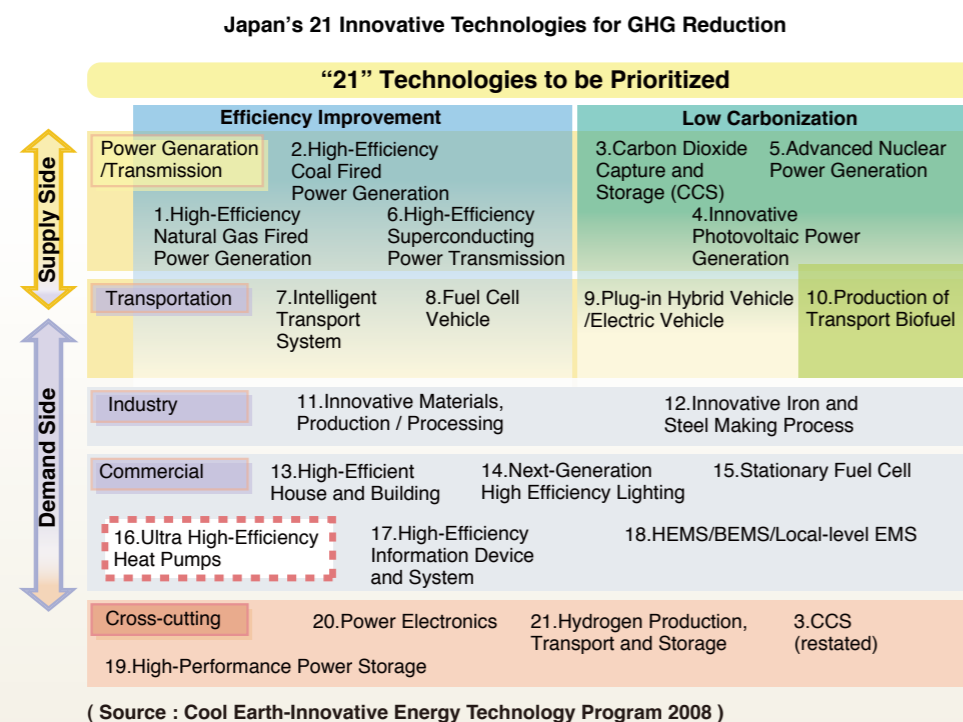 Japan's 21 Innovative Technologies for GHG Reduction
“21” Technologies to be Prioritized
Efficiency Improvement
Low Carbonization
Supply Side
Power Genaration
/Transmission
2.High-Efficiency
Coal Fired
Power Generation
3.Carbon Dioxide
Capture and
Storage (CCS)
5.Advanced Nuclear
Power Generation
1.High-Efficiency
Natural Gas Fired
Power Generation
6.High-Efficiency
Superconducting
Power Transmission
4.Innovative
Photovoltaic Power
Generation
Demand Side
Transportation
7.Intelligent
Transport
System
8.Fuel Cell
Vehicle
9.Plug-in Hybrid Vehicle
/Electric Vehicle
10.Production of
Transport Biofuel
Industry
11.Innovative Materials,
Production / Processing
12.Innovative Iron and
Steel Making Process
Commercial
13.High-Efficient
House and Building
14.Next-Generation
High Efficiency Lighting
15.Stationary Fuel Cell
16.Ultra High-Efficiency
Heat Pumps
17.High-Efficiency
Information Device
and System
18.HEMS/BEMS/Local-level EMS
Cross-cutting
20.Power Electronics
21.Hydrogen Production,
Transport and Storage
3.CCS
(restated)
19.High-Performance Power Storage
( Source : Cool Earth-Innovative Energy Technology Program 2008 )